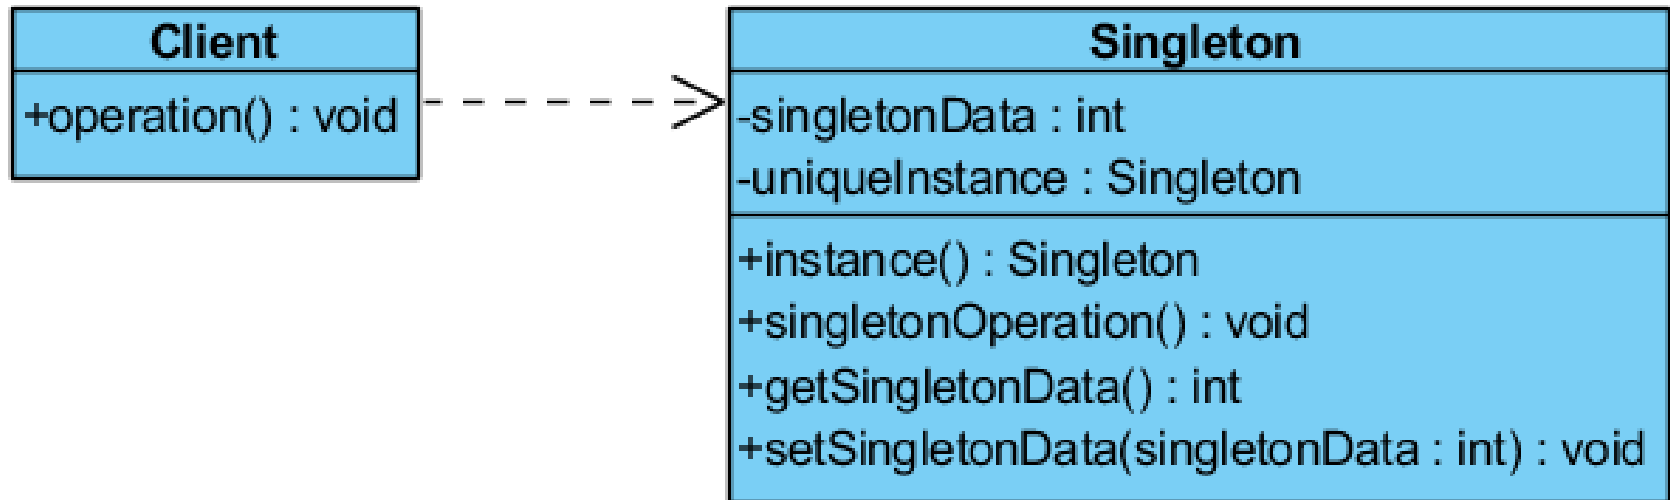 Client
+operation() : void
Singleton
-singletonData : int
-uniqueInstance : Singleton
+instance() : Singleton
+singletonOperation() : void
+getSingletonData() : int
+setSingletonData(singletonData : int) : void